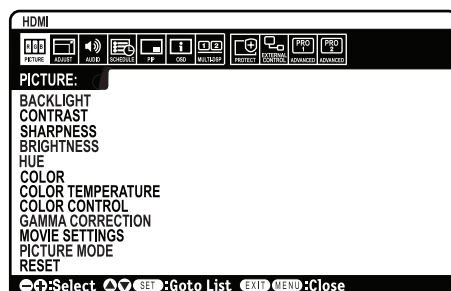 HDMI
R G B 1 2 PRO 1 PRO 2
PICTURE ADJUST AUDIO SCHEDULE PIP OSD MULTI-DSP PROTECT EXTERNAL CONTROL ADVANCED ADVANCED
PICTURE:
BACKLIGHT
CONTRAST
SHARPNESS
BRIGHTNESS
HUE
COLOR
COLOR TEMPERATURE
COLOR CONTROL
GAMMA CORRECTION
MOVIE SETTINGS
PICTURE MODE
RESET
:Select SET :Goto List EXIT MENU :Close